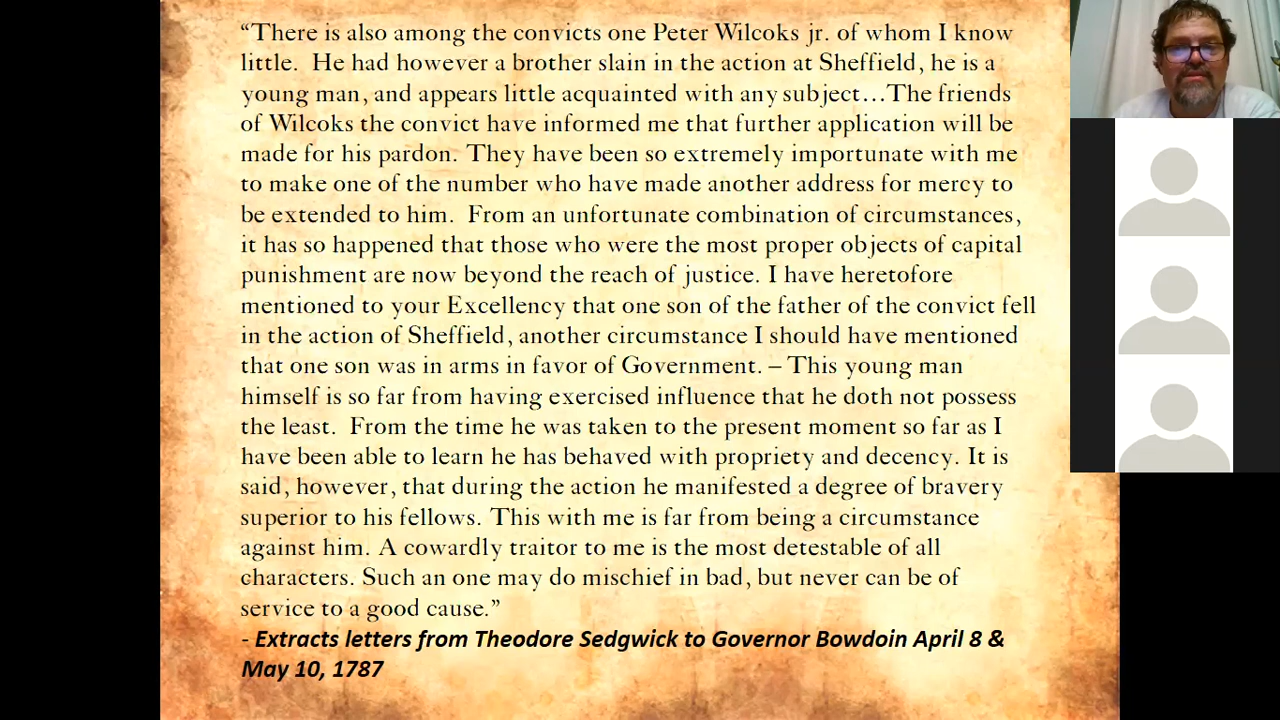 “There is also among the convicts one Peter Wilcoks jr. of whom I know
little.  He had however a brother slain in the action at Sheffield, he is a
young man, and appears little acquainted with any subject…The friends
of Wilcoks the convict have informed me that further application will be
made for his pardon. They have been so extremely importunate with me
to make one of the number who have made another address for mercy to
be extended to him.  From an unfortunate combination of circumstances,
it has so happened that those who were the most proper objects of capital
punishment are now beyond the reach of justice. I have heretofore
mentioned to your Excellency that one son of the father of the convict fell
in the action of Sheffield, another circumstance I should have mentioned
that one son was in arms in favor of Government. – This young man
himself is so far from having exercised influence that he doth not possess
the least.  From the time he was taken to the present moment so far as I
have been able to learn he has behaved with propriety and decency. It is
said, however, that during the action he manifested a degree of bravery
superior to his fellows. This with me is far from being a circumstance
against him. A cowardly traitor to me is the most detestable of all
characters. Such an one may do mischief in bad, but never can be of
service to a good cause.”
- Extracts letters from Theodore Sedgwick to Governor Bowdoin April 8 &
May 10, 1787